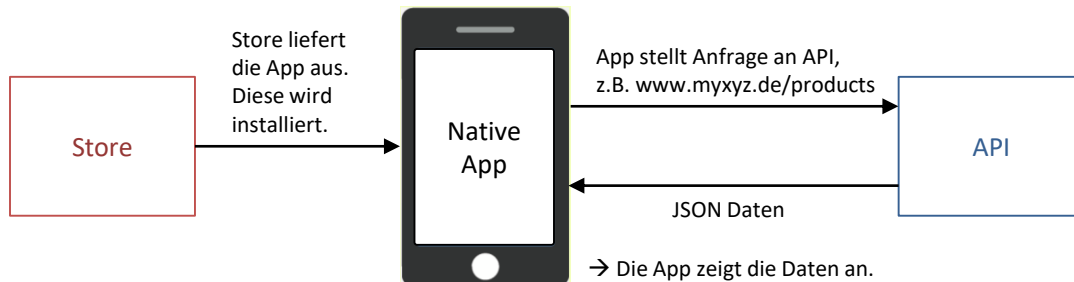 Store liefert
die App aus.
Diese wird
installiert.
Store
Native
App
App stellt Anfrage an API,
z.B. www.myxyz.de/products
API
JSON Daten
→ Die App zeigt die Daten an.